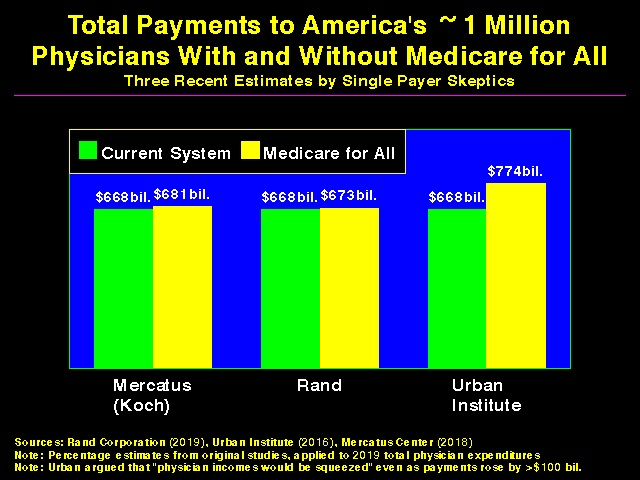 Total Payments to America's ~ 1 Million
Physicians With and Without Medicare for All
Three Recent Estimates by Single Payer Skeptics
Current System
Medicare for All
$668bil.
$681bil.
$668bil.
$673bil.
$668bil.
$774bil.
Mercatus
(Koch)
Rand
Urban
Institute
Sources: Rand Corporation (2019), Urban Institute (2016), Mercatus Center (2018)
Note: Percentage estimates from original studies, applied to 2019 total physician expenditures
Note: Urban argued that "physician incomes would be squeezed" even as payments rose by >$100 bil.